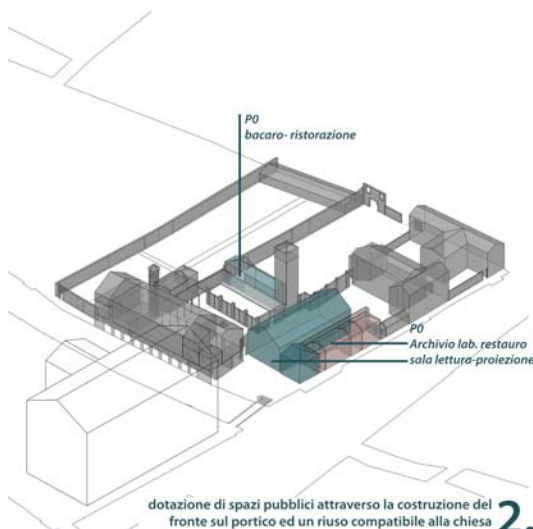 P0
bacaro- ristorazione
P0
Archivio lab. restauro
sala lettura-proiezione
dotazione di spazi pubblici attraverso la costruzione del
fronte sul portico ed un riuso compatibile alla chiesa
2.